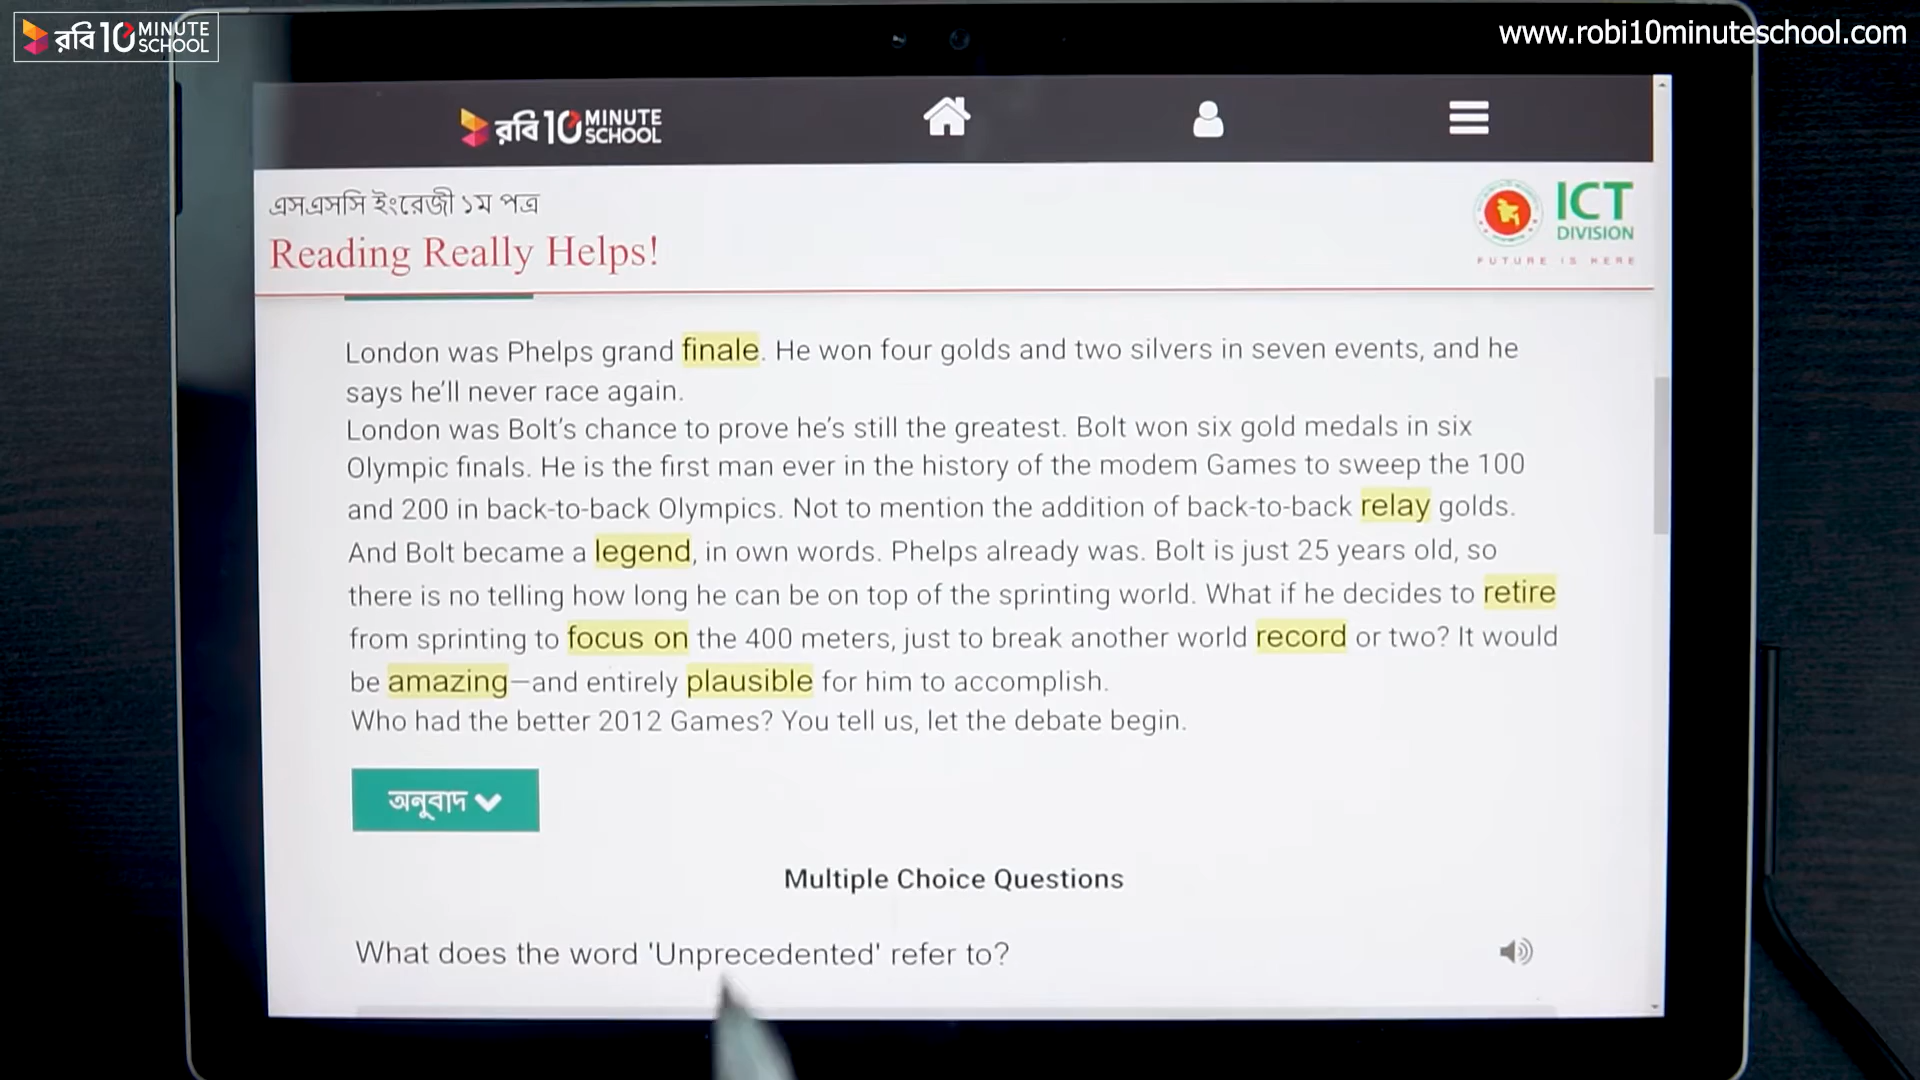 রবি 10 MINUTE SCHOOL
www.robi10minuteschool.com
রবি 10 MINUTE SCHOOL
এসএসসি ইংরেজী ১ম পত্র
Reading Really Helps!
ICT
DIVISION
FUTURE IS HERE
London was Phelps grand finale. He won four golds and two silvers in seven events, and he
says he'll never race again.
London was Bolt's chance to prove he's still the greatest. Bolt won six gold medals in six
Olympic finals. He is the first man ever in the history of the modem Games to sweep the 100
and 200 in back-to-back Olympics. Not to mention the addition of back-to-back relay golds.
And Bolt became a legend, in own words. Phelps already was. Bolt is just 25 years old, so
there is no telling how long he can be on top of the sprinting world. What if he decides to retire
from sprinting to focus on the 400 meters, just to break another world record or two? It would
be amazing—and entirely plausible for him to accomplish.
Who had the better 2012 Games? You tell us, let the debate begin.
অনুবাদ
Multiple Choice Questions
What does the word 'Unprecedented' refer to?